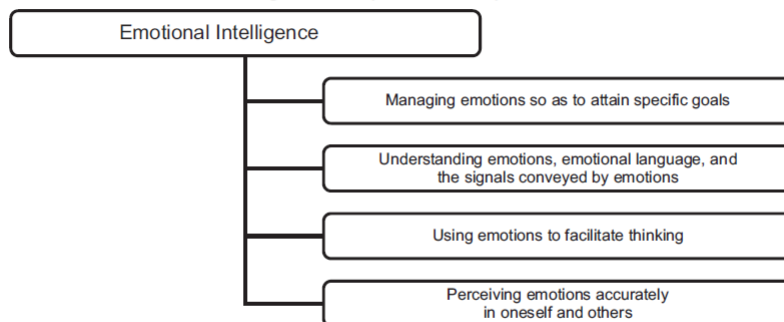 Emotional Intelligence
Managing emotions so as to attain specific goals
Understanding emotions, emotional language, and
the signals conveyed by emotions
Using emotions to facilitate thinking
Perceiving emotions accurately
in oneself and others